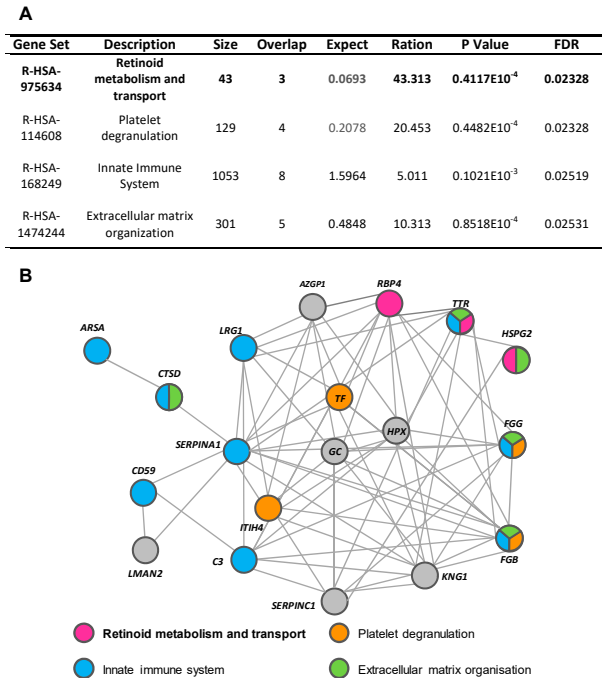 A
Gene Set Description Size Overlap Expect Ration P Value FDR
R-HSA-975634 Retinoid metabolism and transport 43 3 0.0693 43.313 0.4117E10-4 0.02328
R-HSA-114608 Platelet degranulation 129 4 0.2078 20.453 0.4482E10-4 0.02328
R-HSA-168249 Innate Immune System 1053 8 1.5964 5.011 0.1021E10-3 0.02519
R-HSA-1474244 Extracellular matrix organization 301 5 0.4848 10.313 0.8518E10-4 0.02531
B
AZGP1
RBP4
TTR
HSPG2
ARSA
LRG1
CTSD
TF
HPX
FGG
SERPINA1
GC
CD59
ITIH4
C3
LMAN2
FGB
KNG1
SERPINC1
Retinoid metabolism and transport
Platelet degranulation
Innate immune system
Extracellular matrix organisation